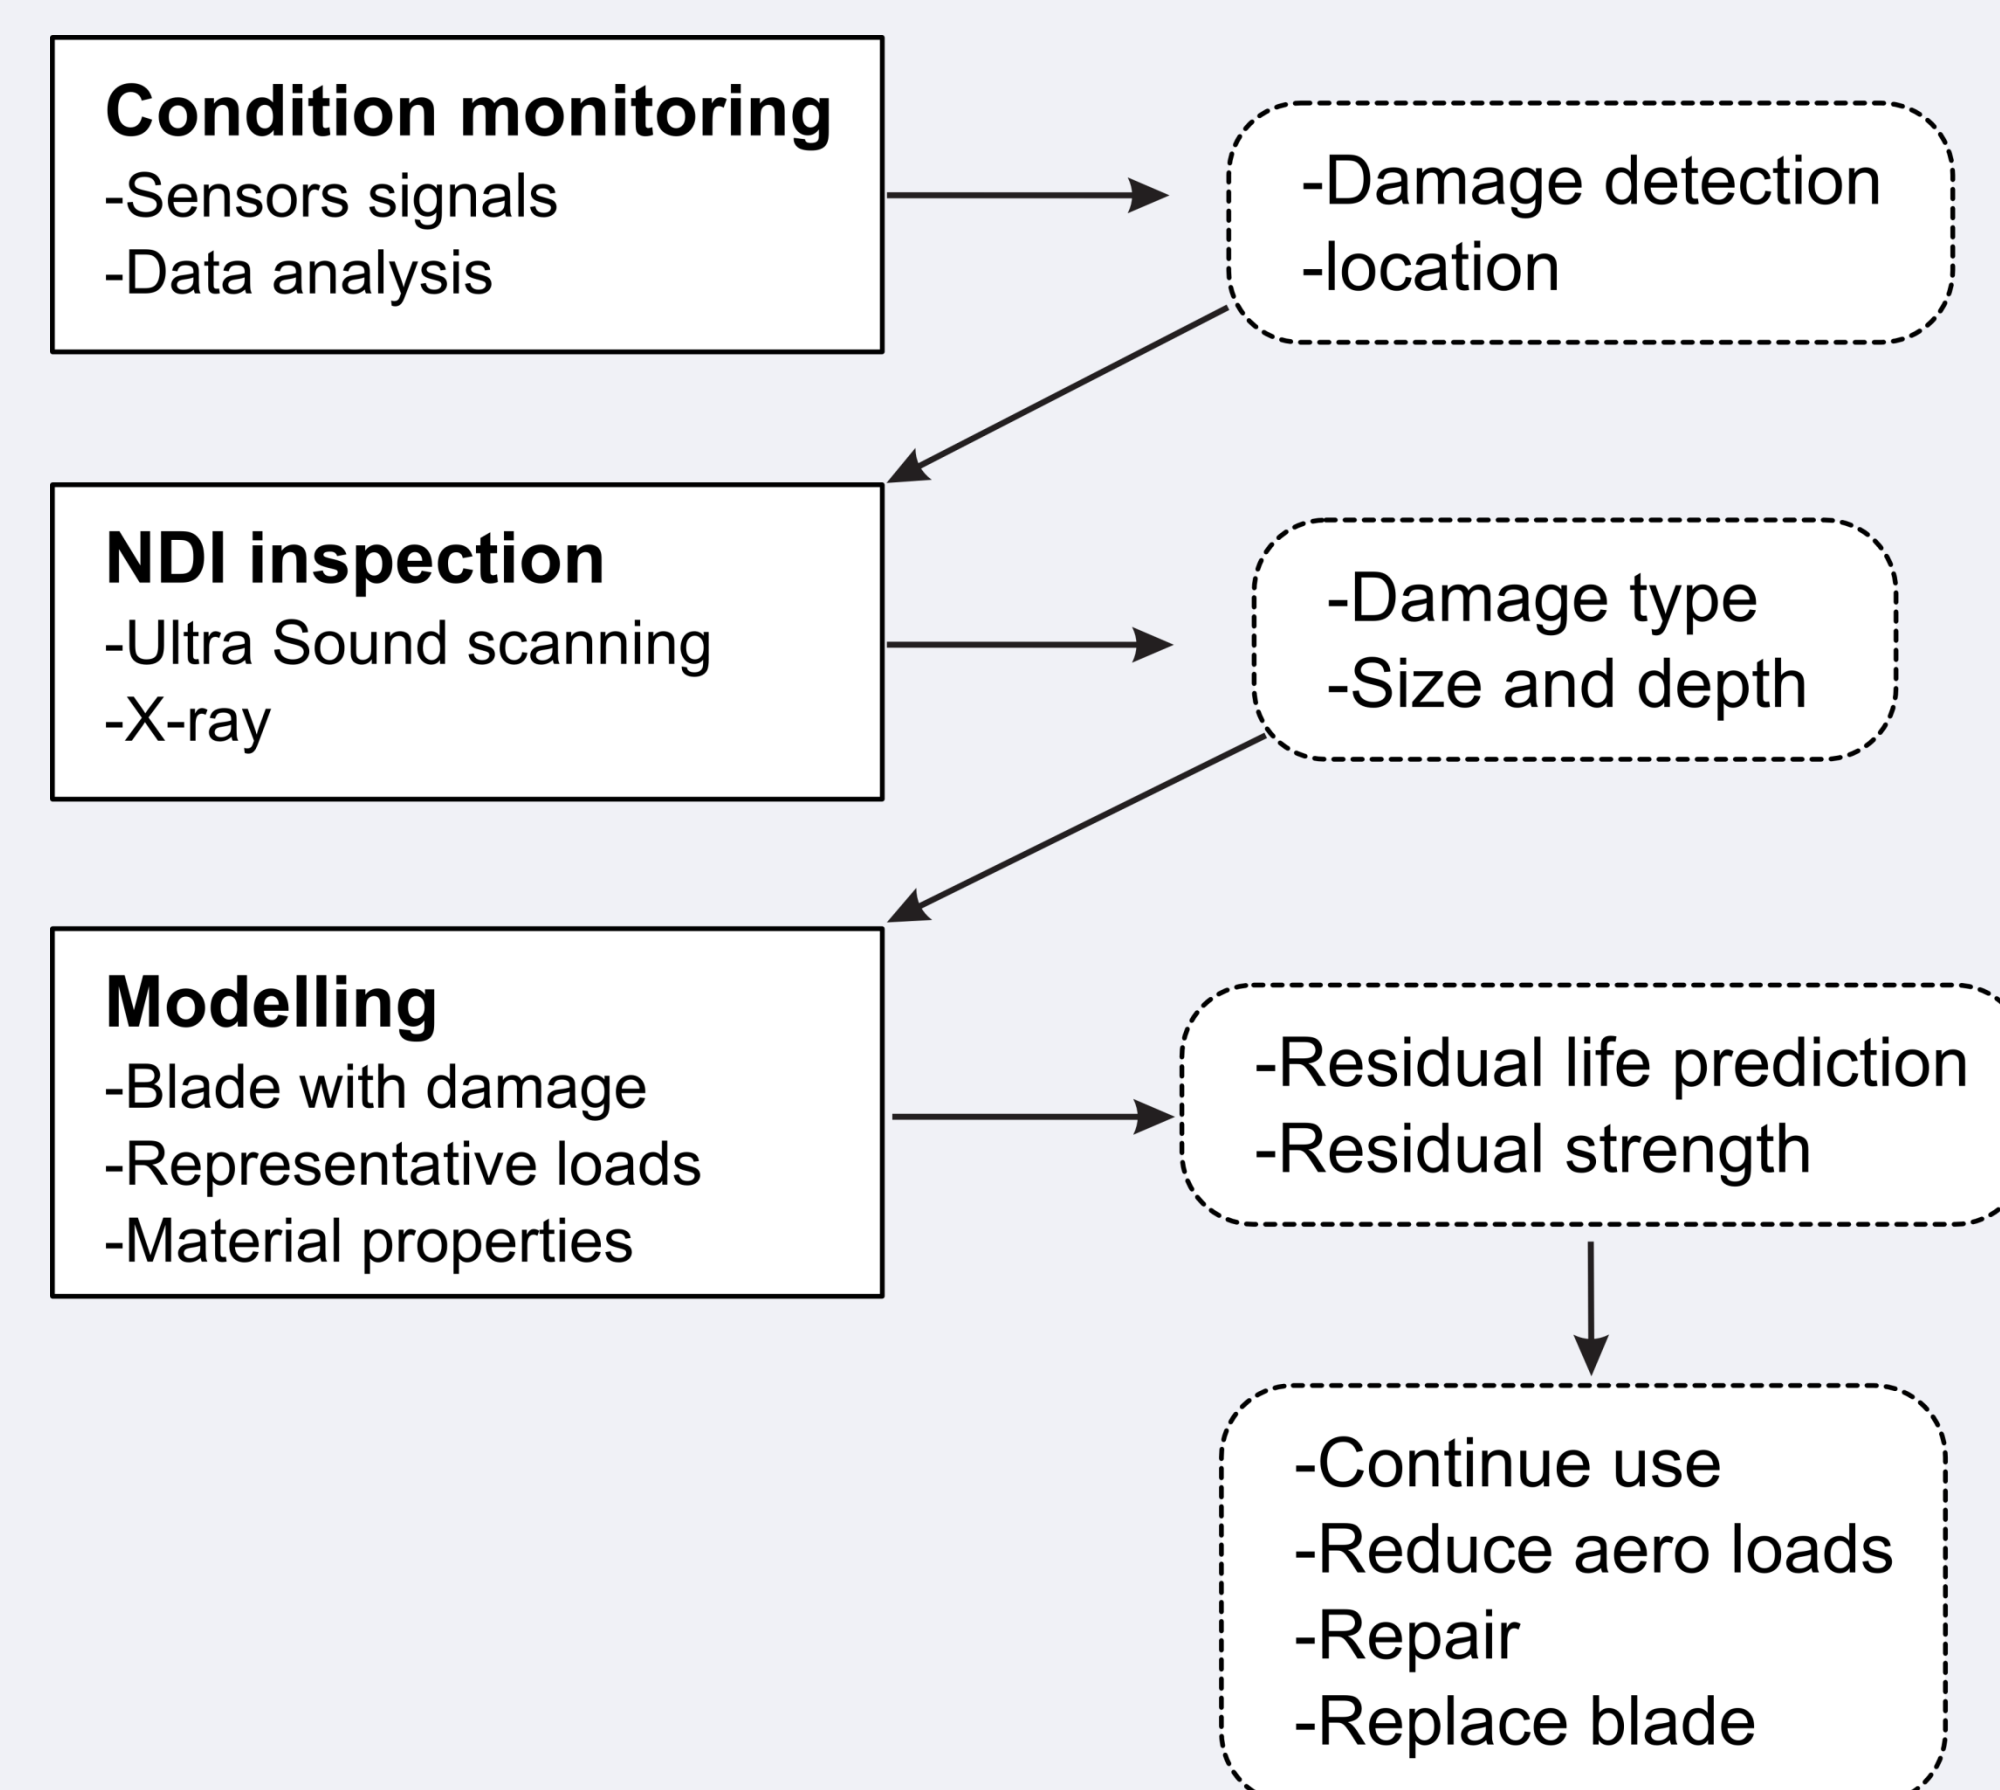 Condition monitoring
-Sensors signals
-Data analysis
-Damage detection
-location
NDI inspection
-Ultra Sound scanning
-X-ray
-Damage type
-Size and depth
Modelling
-Blade with damage
-Representative loads
-Material properties
-Residual life prediction
-Residual strength
-Continue use
-Reduce aero loads
-Repair
-Replace blade